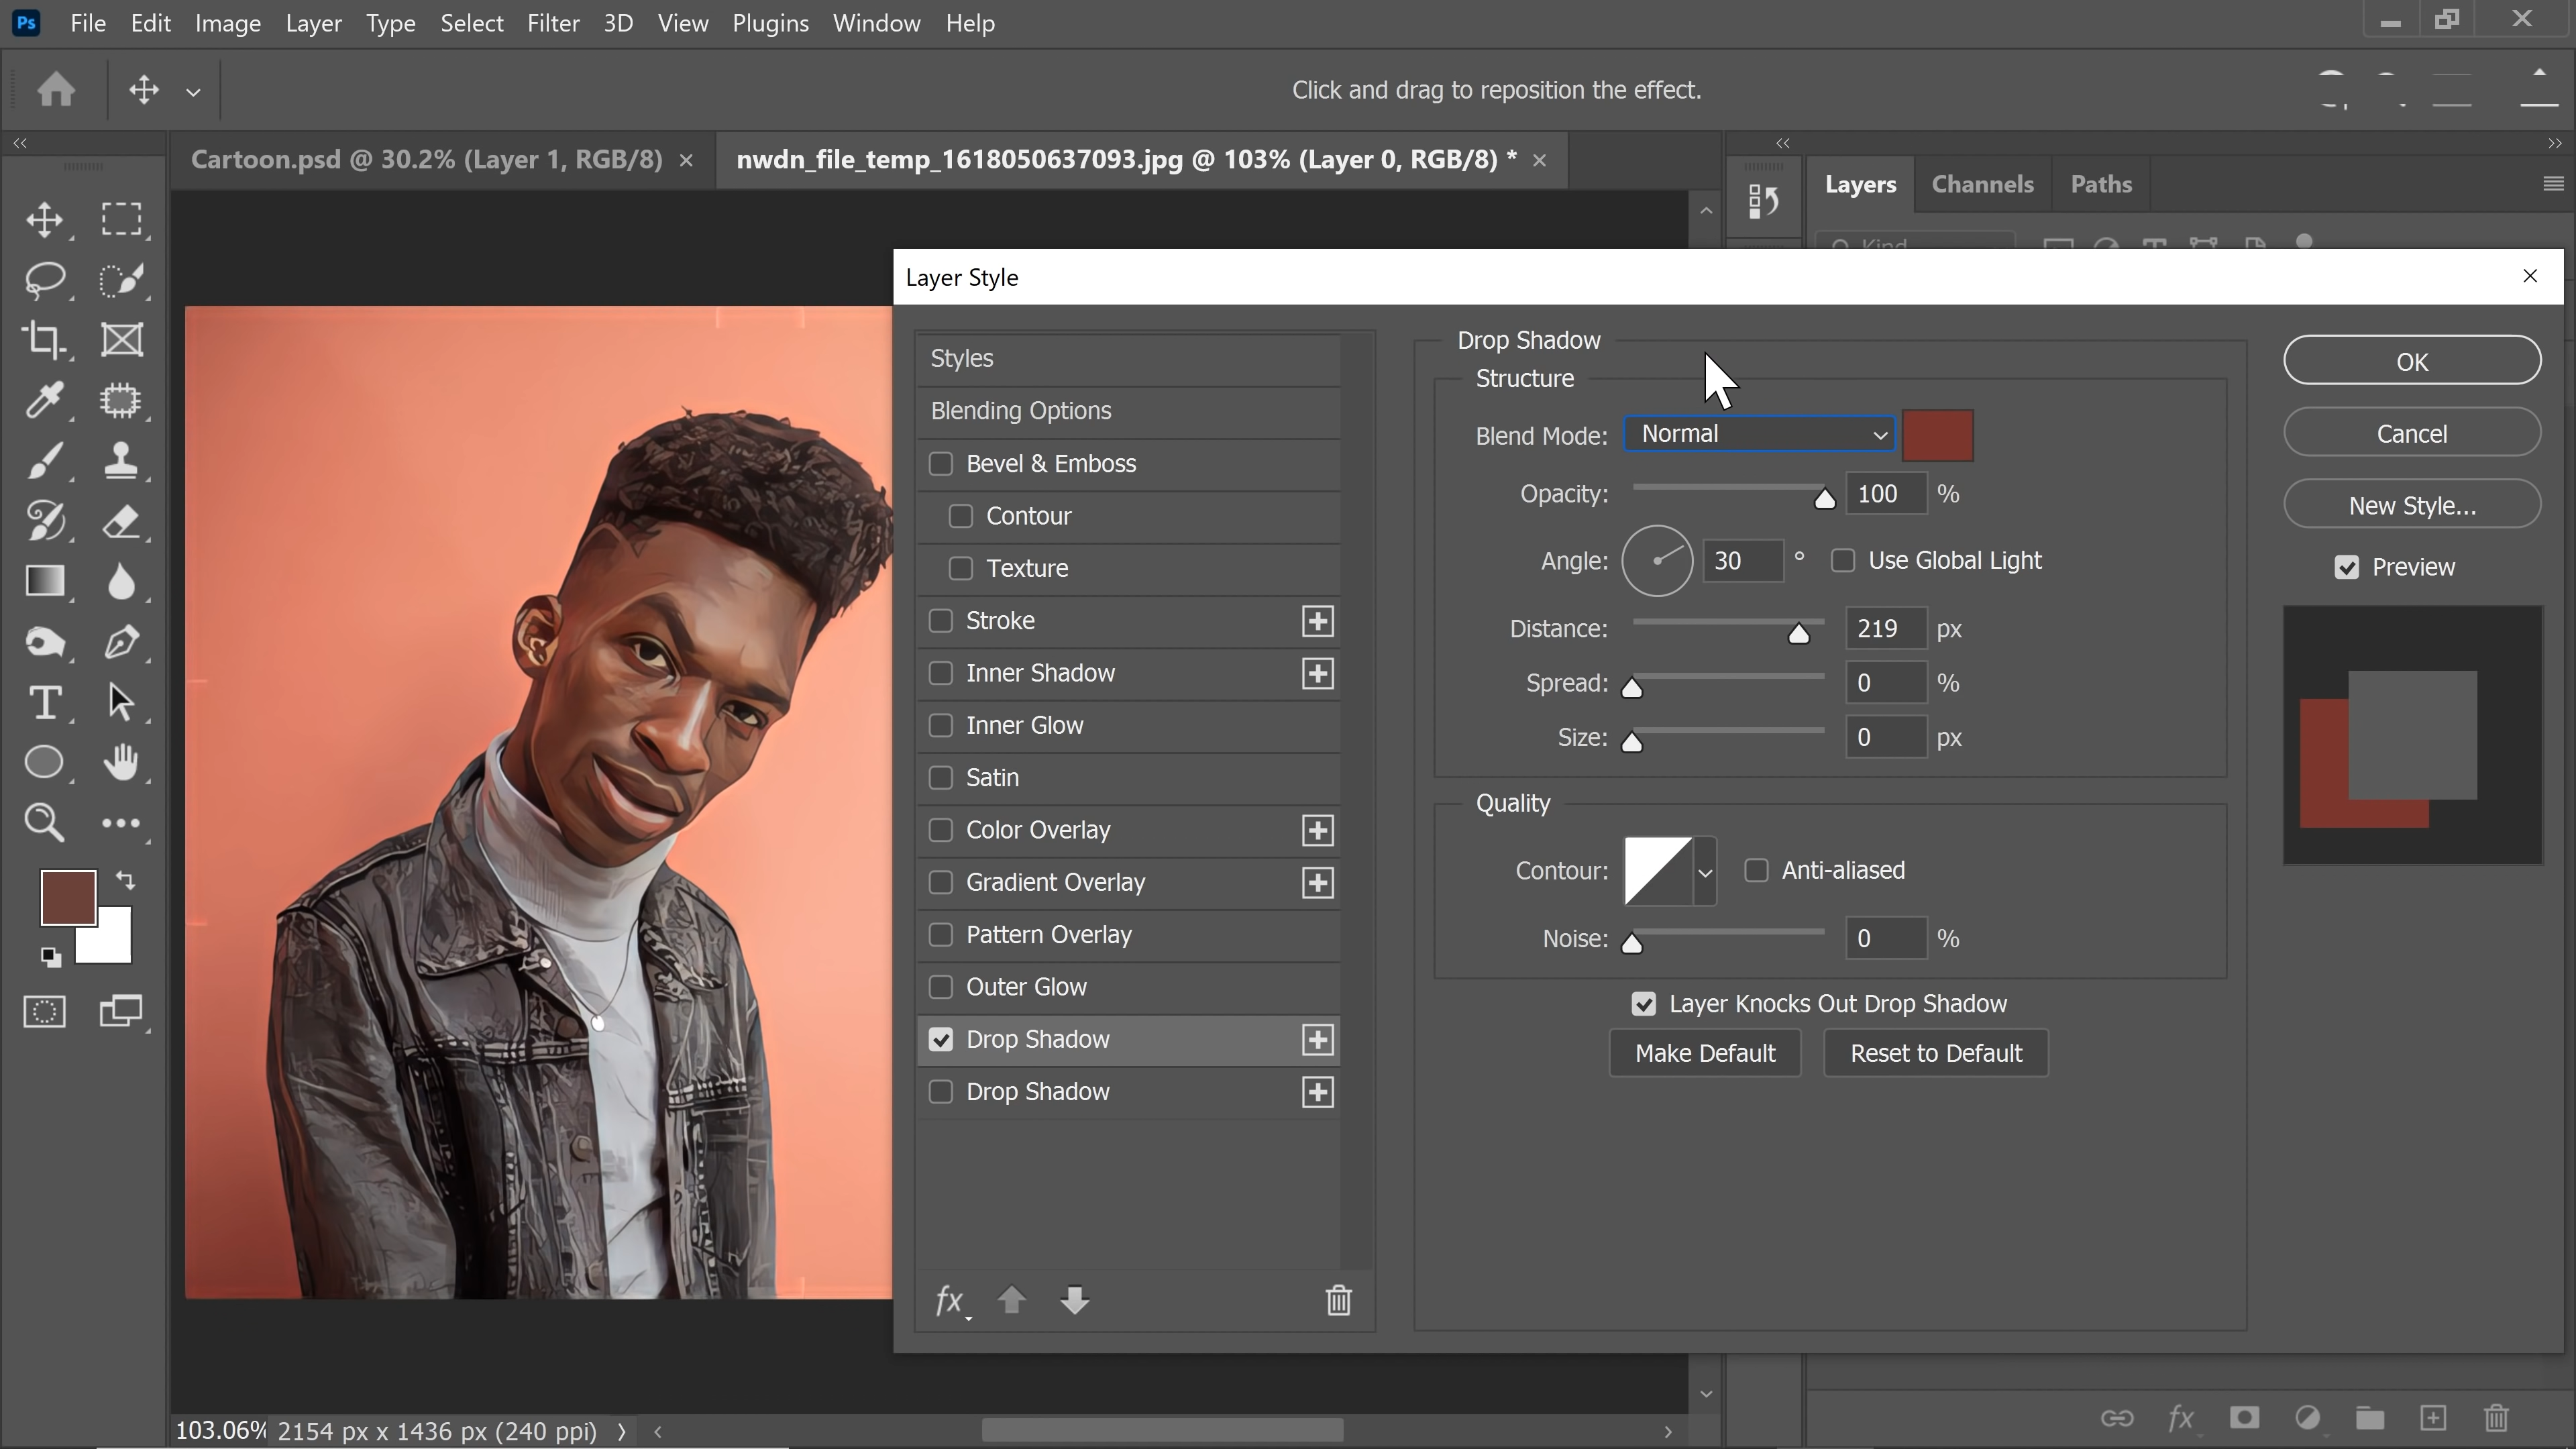 Ps File Edit Image Layer Type Select Filter 3D View Plugins Window Help
Click and drag to reposition the effect.
Cartoon.psd @ 30.2% (Layer 1, RGB/8) ×
nwdn_file_temp_1618050637093.jpg @ 103% (Layer 0, RGB/8) * ×
Layers Channels Paths
Kind
Layer Style
Styles
Blending Options
Bevel & Emboss
Contour
Texture
Stroke
Inner Shadow
Inner Glow
Satin
Color Overlay
Gradient Overlay
Pattern Overlay
Outer Glow
Drop Shadow
Drop Shadow
fx
Drop Shadow
Structure
Blend Mode: Normal
Opacity: 100 %
Angle: 30 ° Use Global Light
Distance: 219 px
Spread: 0 %
Size: 0 px
Quality
Contour: Anti-aliased
Noise: 0 %
Layer Knocks Out Drop Shadow
Make Default Reset to Default
OK
Cancel
New Style...
Preview
103.06% 2154 px x 1436 px (240 ppi)
fx